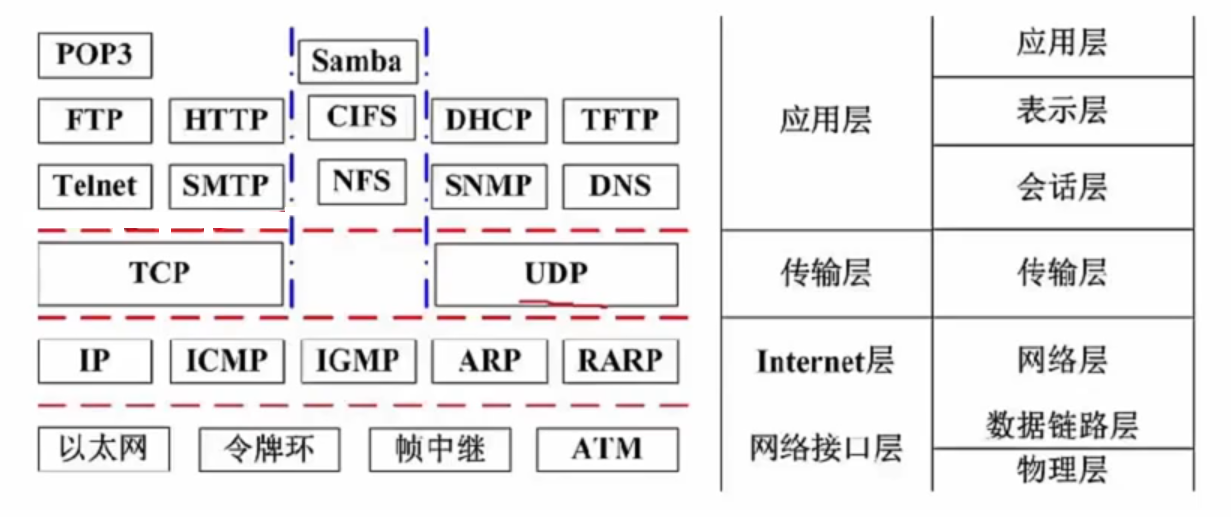 POP3
Samba
FTP HTTP CIFS DHCP TFTP
Telnet SMTP NFS SNMP DNS
TCP UDP
IP ICMP IGMP ARP RARP
以太网 令牌环 帧中继 ATM
应用层
传输层
Internet层
网络接口层
应用层
表示层
会话层
传输层
网络层
数据链路层
物理层